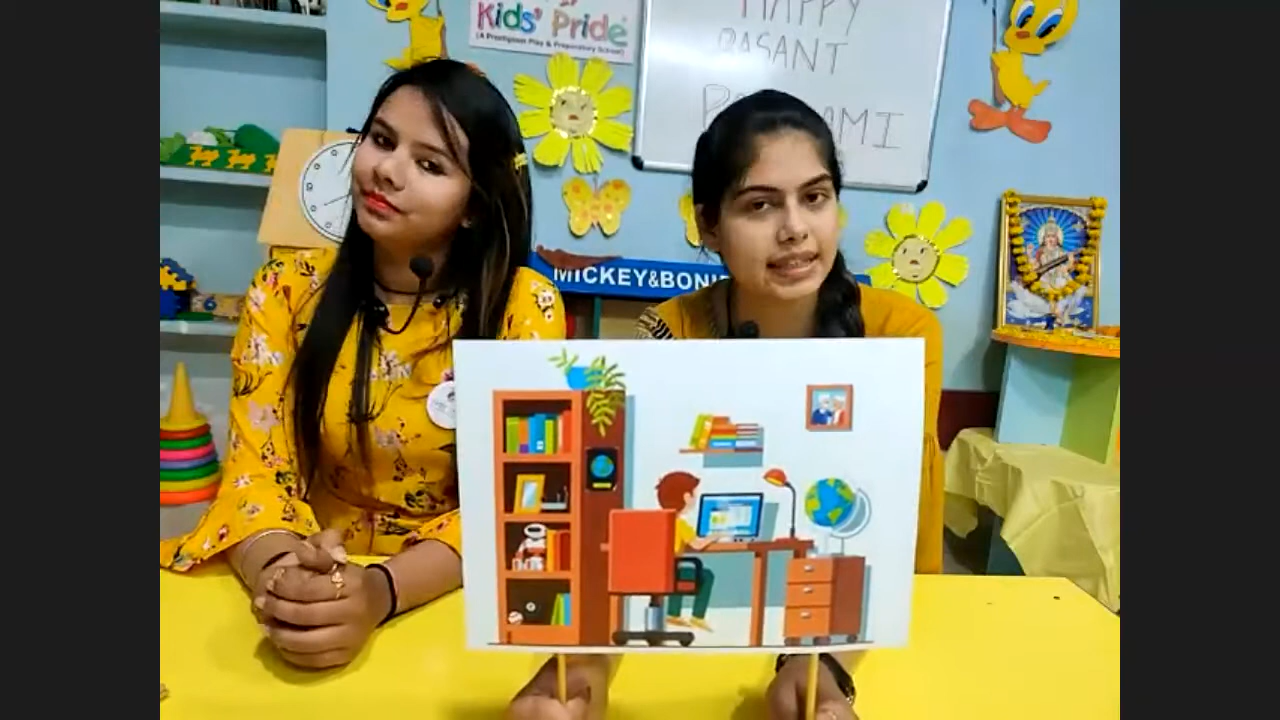 Kids' Pride
(A Prestigious Play & Preparatory School)
HAPPY
BASANT
MICKEY&BONI